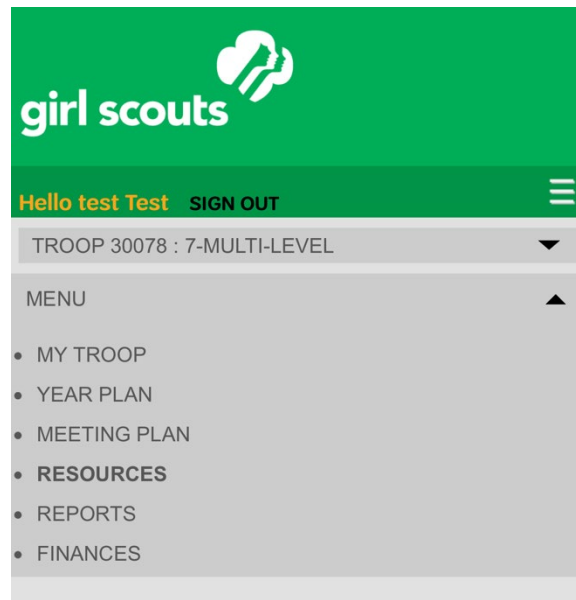 girl scouts
Hello test Test SIGN OUT
TROOP 30078 : 7-MULTI-LEVEL
MENU
MY TROOP
YEAR PLAN
MEETING PLAN
RESOURCES
REPORTS
FINANCES